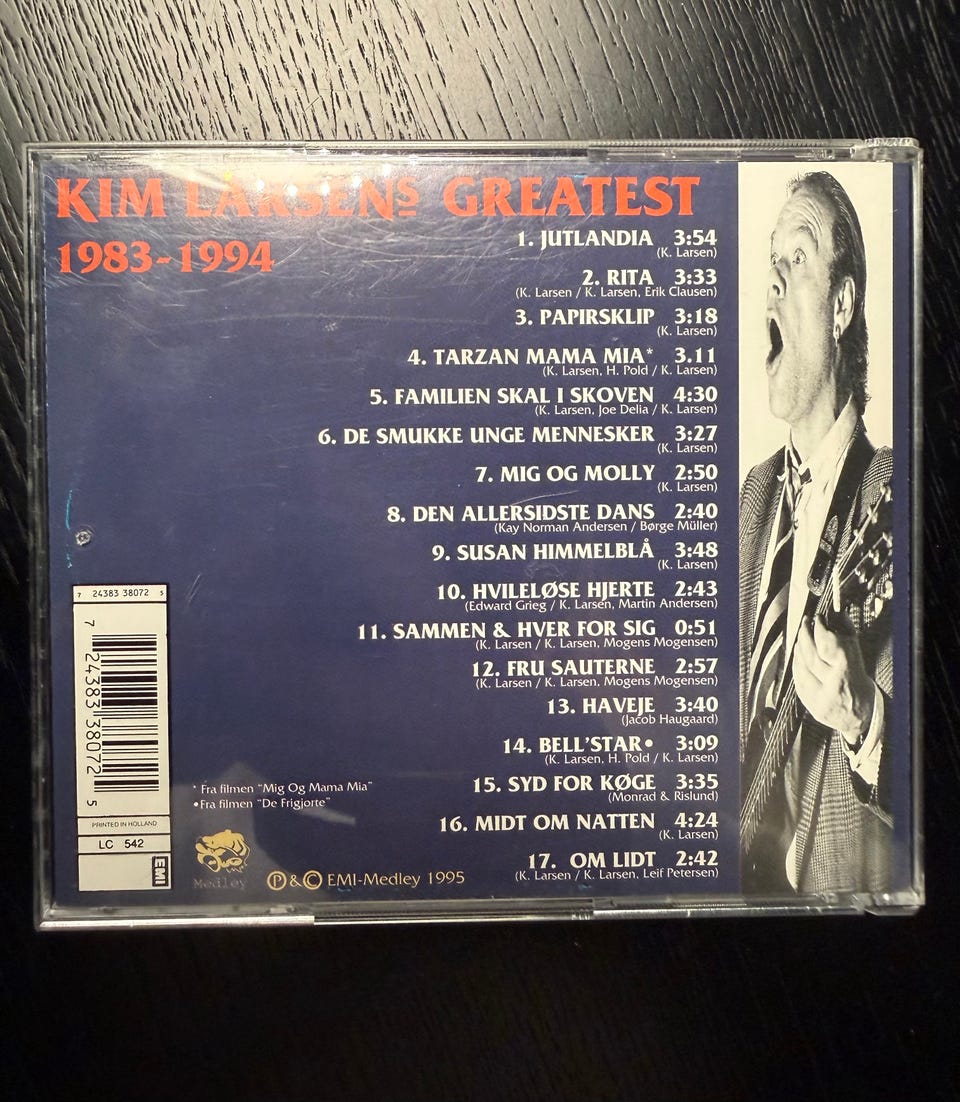 KIM LARSENS GREATEST
1983-1994
1. JUTLANDIA 3:54
(K. Larsen)
2. RITA 3:33
(K. Larsen / K. Larsen, Erik Clausen)
3. PAPIRSKLIP 3:18
(K. Larsen)
4. TARZAN MAMA MIA* 3.11
(K. Larsen, H. Pold / K. Larsen)
5. FAMILIEN SKAL I SKOVEN 4:30
(K. Larsen, Joe Delia / K. Larsen)
6. DE SMUKKE UNGE MENNESKER 3:27
(K. Larsen)
7. MIG OG MOLLY 2:50
(K. Larsen)
8. DEN ALLERSIDSTE DANS 2:40
(Kay Norman Andersen / Børge Müller)
9. SUSAN HIMMELBLÅ 3:48
(K. Larsen)
10. HVILELØSE HJERTE 2:43
(Edward Grieg / K. Larsen, Martin Andersen)
11. SAMMEN & HVER FOR SIG 0:51
(K. Larsen / K. Larsen, Mogens Mogensen)
12. FRU SAUTERNE 2:57
(K. Larsen / K. Larsen, Mogens Mogensen)
13. HAVEJE 3:40
(Jacob Haugaard)
14. BELL'STAR• 3:09
(K. Larsen, H. Pold / K. Larsen)
15. SYD FOR KØGE 3:35
(Monrad & Rislund)
16. MIDT OM NATTEN 4:24
(K. Larsen)
17. OM LIDT 2:42
(K. Larsen / K. Larsen, Leif Petersen)
* Fra filmen "Mig Og Mama Mia"
•Fra filmen "De Frigjorte"
Medley
Ⓟ & © EMI-Medley 1995
7 24383 38072 5
7 24383 38072 5
PRINTED IN HOLLAND
LC 542
EMI